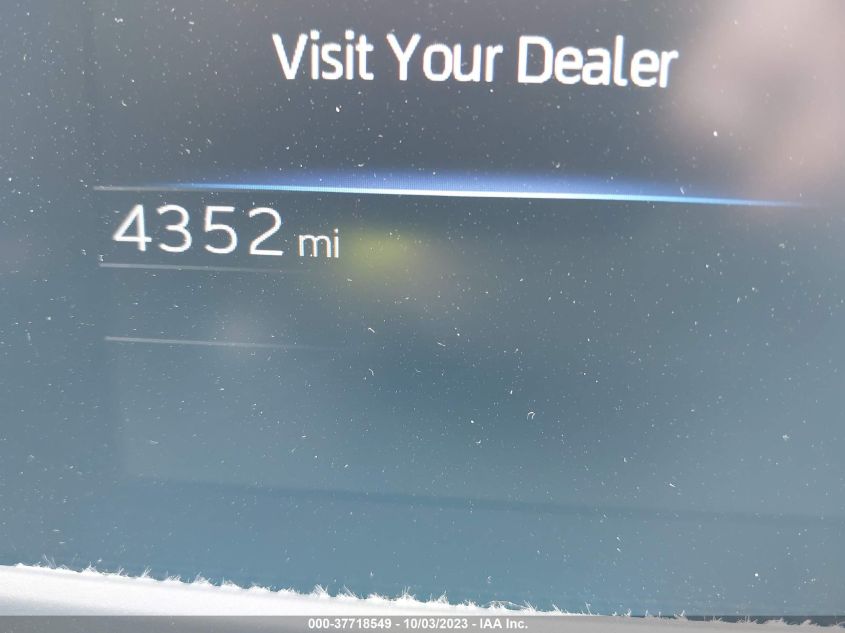 Visit Your Dealer
4352 mi
000-37718549 - 10/03/2023 - IAA Inc.